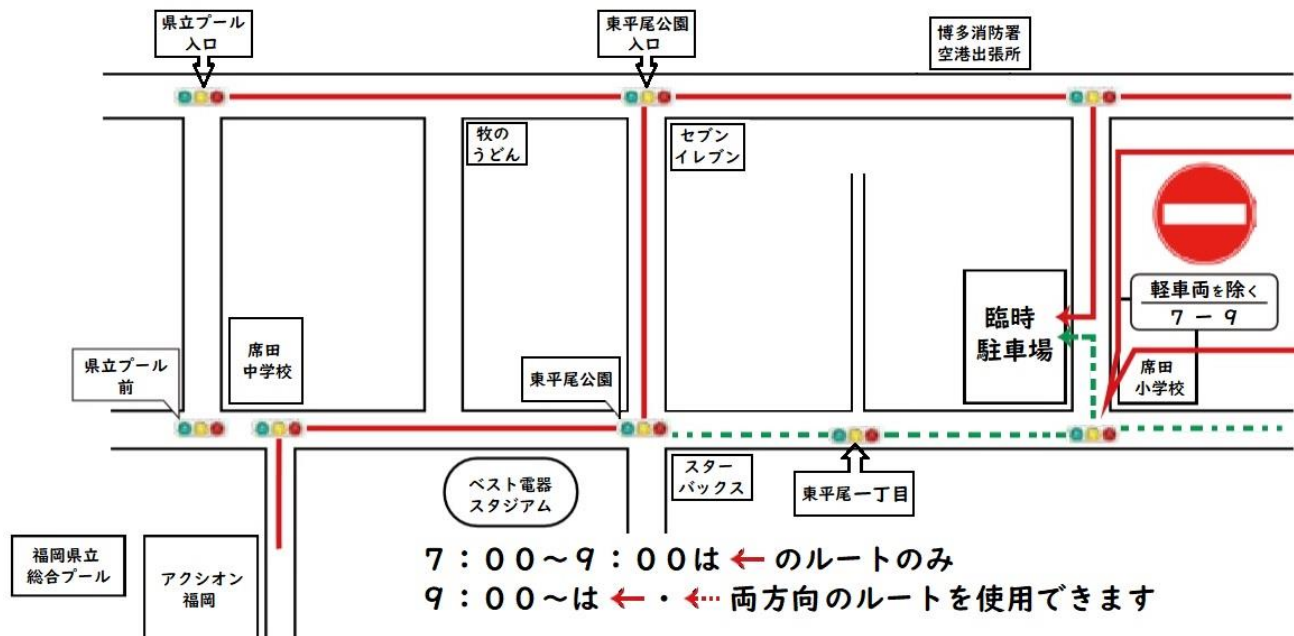 県立プール
入口
東平尾公園
入口
博多消防署
空港出張所
牧の
うどん
セブン
イレブン
軽車両を除く
7－9
臨時
駐車場
席田
中学校
県立プール
前
東平尾公園
席田
小学校
スター
バックス
東平尾一丁目
ベスト電器
スタジアム
福岡県立
総合プール
アクシオン
福岡
7：00～9：00は←のルートのみ
9：00～は←・⇠両方向のルートを使用できます